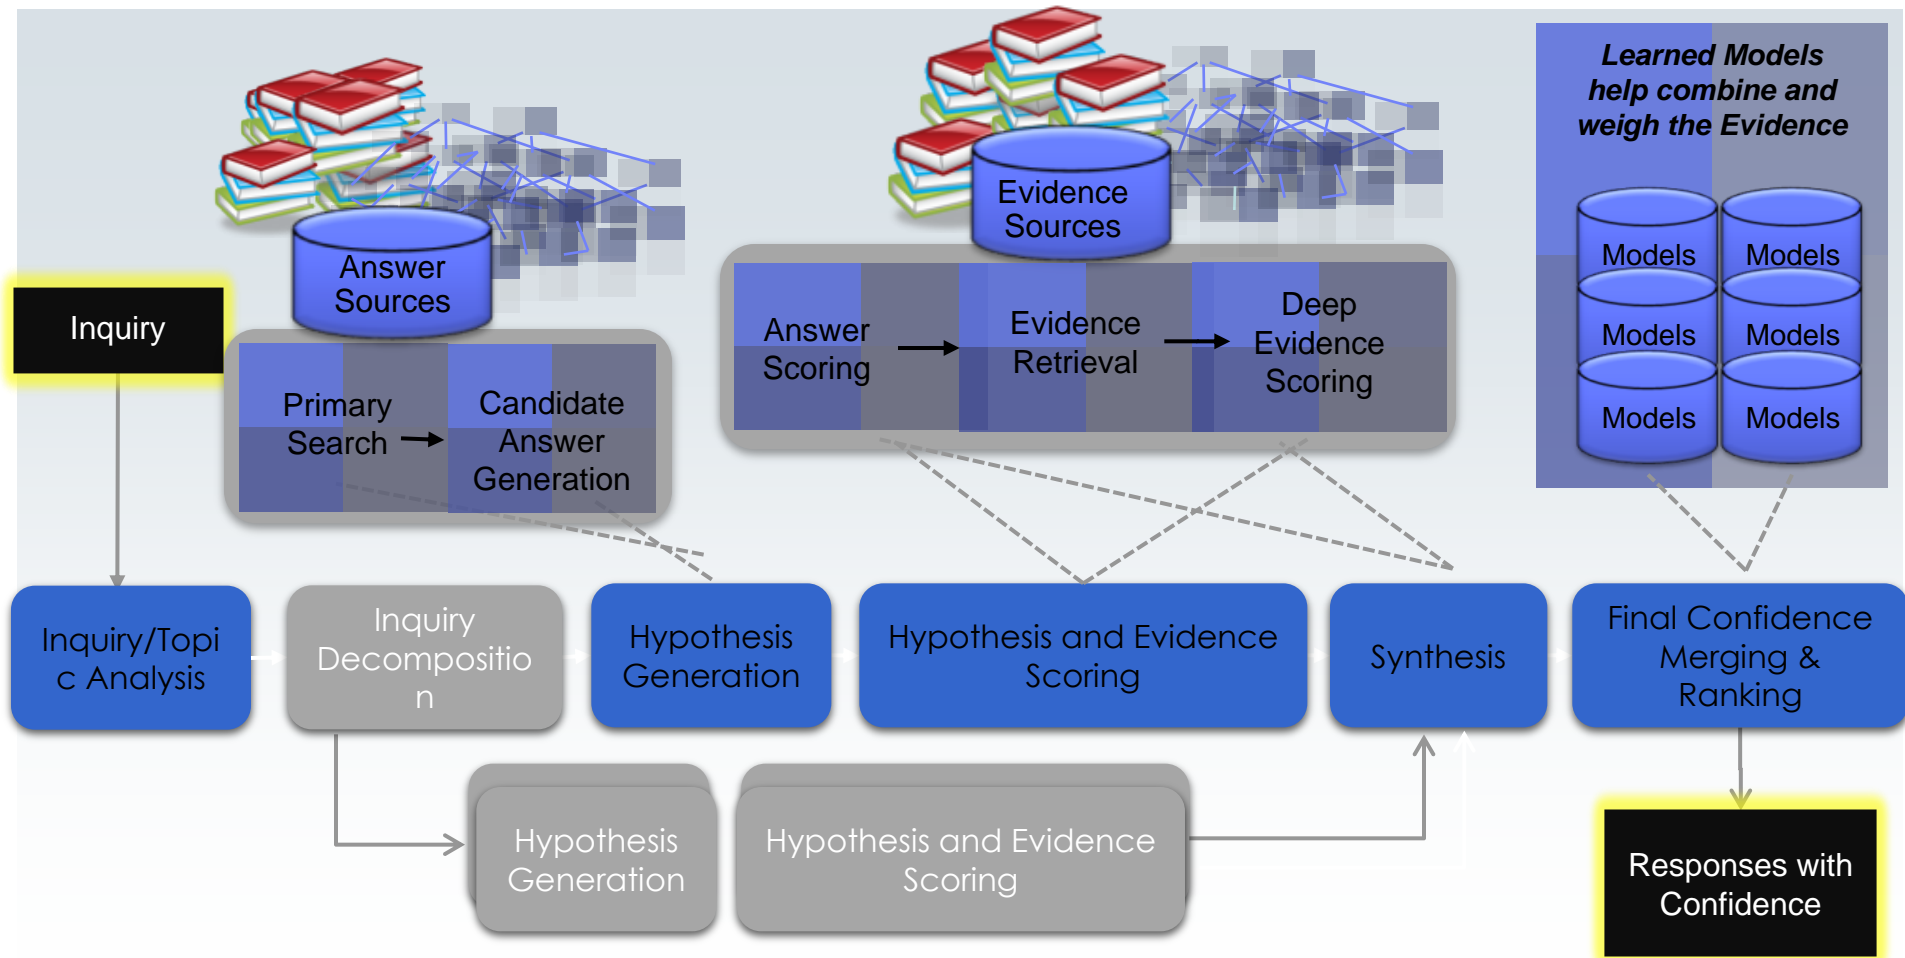 Learned Models
help combine and
weigh the Evidence
Evidence
Sources
Answer
Sources
Models
Models
Models
Models
Models
Models
Inquiry
Primary
Search
Candidate
Answer
Generation
Answer
Scoring
Evidence
Retrieval
Deep
Evidence
Scoring
Inquiry/Topi
c Analysis
Inquiry
Decompositio
n
Hypothesis
Generation
Hypothesis and Evidence
Scoring
Synthesis
Final Confidence
Merging &
Ranking
Hypothesis
Generation
Hypothesis and Evidence
Scoring
Responses with
Confidence